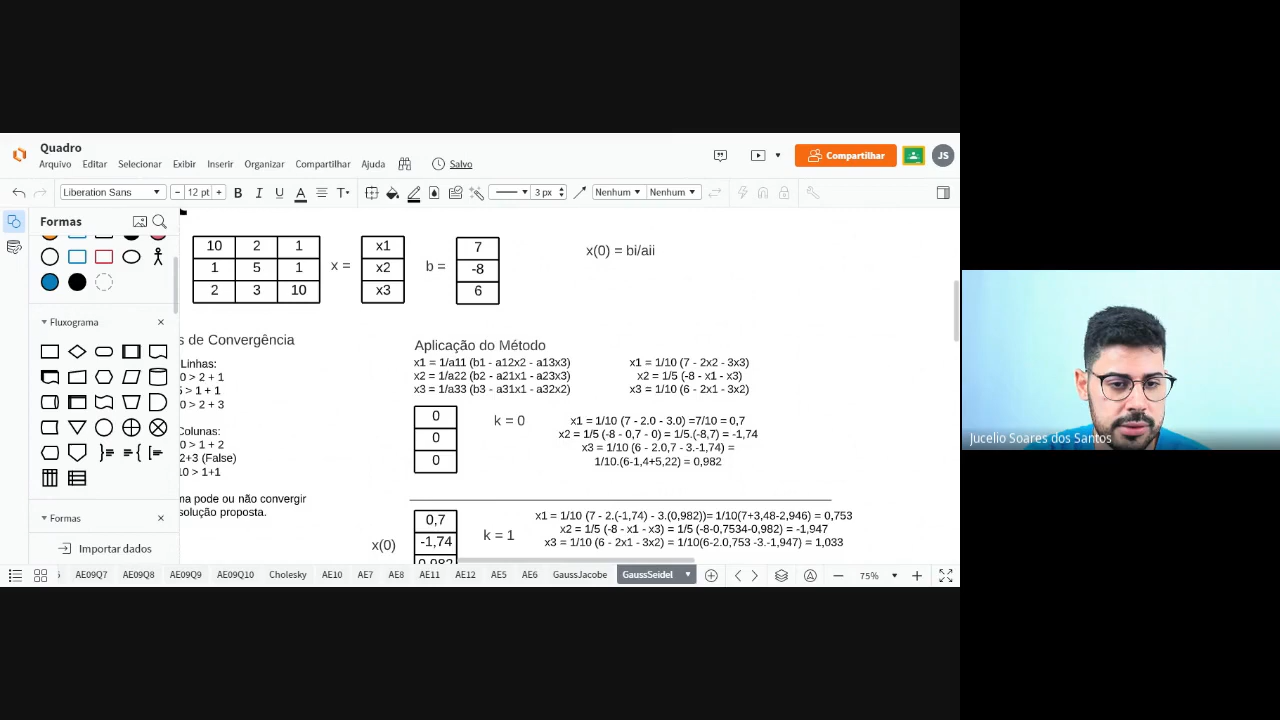 Quadro
Arquivo Editar Selecionar Exibir Inserir Organizar Compartilhar Ajuda Salvo
Compartilhar JS
Liberation Sans − 12 pt + B I U A T 3 px Nenhum Nenhum
Formas
10 2 1
1 5 1
2 3 10
x =
x1
x2
x3
b =
7
-8
6
x(0) = bi/aii
s de Convergência
Linhas:
0 > 2 + 1
> 1 + 1
0 > 2 + 3
Colunas:
0 > 1 + 2
2+3 (False)
10 > 1+1
ma pode ou não convergir
solução proposta.
Fluxograma
Formas
Importar dados
Aplicação do Método
x1 = 1/a11 (b1 - a12x2 - a13x3)
x2 = 1/a22 (b2 - a21x1 - a23x3)
x3 = 1/a33 (b3 - a31x1 - a32x2)
x1 = 1/10 (7 - 2x2 - 3x3)
x2 = 1/5 (-8 - x1 - x3)
x3 = 1/10 (6 - 2x1 - 3x2)
0
0
0
k = 0
x1 = 1/10 (7 - 2.0 - 3.0) =7/10 = 0,7
x2 = 1/5 (-8 - 0,7 - 0) = 1/5.(-8,7) = -1,74
x3 = 1/10 (6 - 2.0,7 - 3.-1,74) =
1/10.(6-1,4+5,22) = 0,982
x(0)
0,7
-1,74
0,982
k = 1
x1 = 1/10 (7 - 2.(-1,74) - 3.(0,982))= 1/10(7+3,48-2,946) = 0,753
x2 = 1/5 (-8 - x1 - x3) = 1/5 (-8-0,7534-0,982) = -1,947
x3 = 1/10 (6 - 2x1 - 3x2) = 1/10(6-2.0,753 -3.-1,947) = 1,033
AE09Q7 AE09Q8 AE09Q9 AE09Q10 Cholesky AE10 AE7 AE8 AE11 AE12 AE5 AE6 GaussJacobe GaussSeidel 75%
Jucelio Soares dos Santos